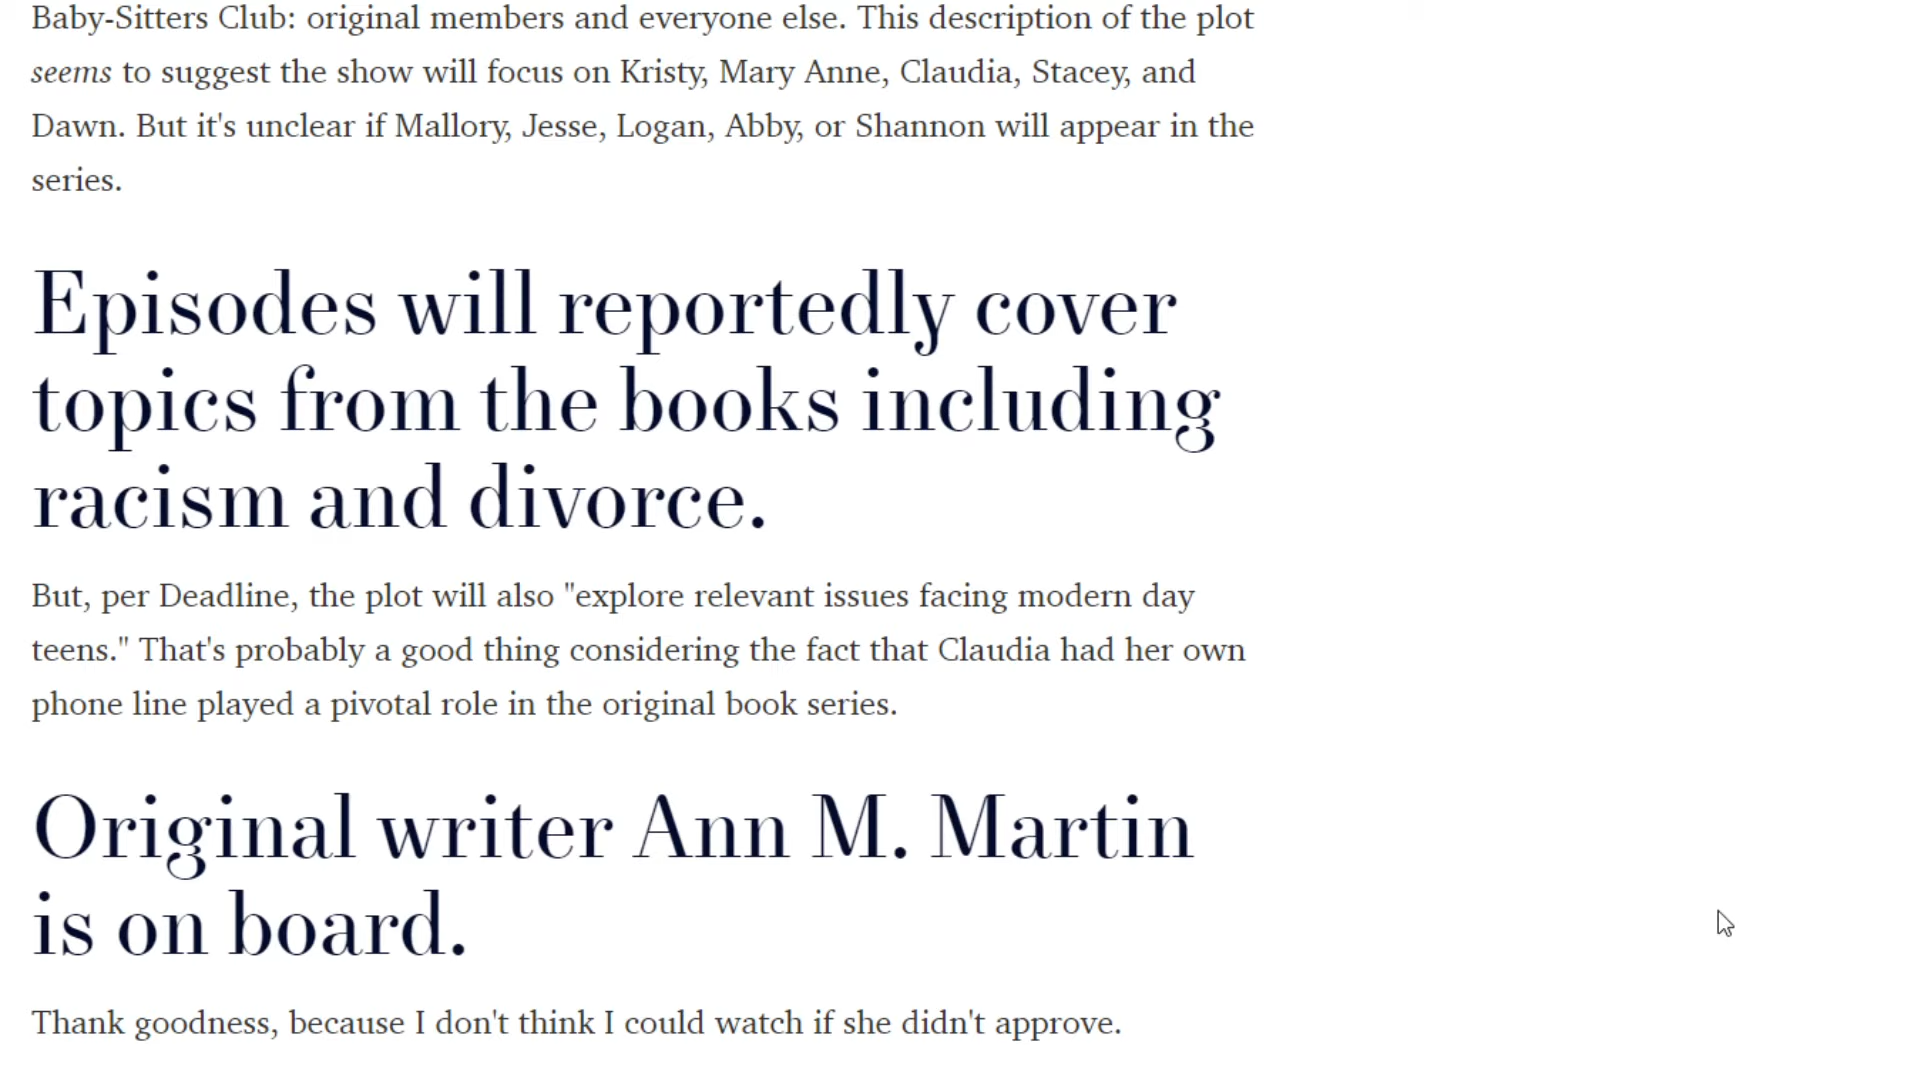 Baby-Sitters Club: original members and everyone else. This description of the plot
seems to suggest the show will focus on Kristy, Mary Anne, Claudia, Stacey, and
Dawn. But it's unclear if Mallory, Jesse, Logan, Abby, or Shannon will appear in the
series.
Episodes will reportedly cover
topics from the books including
racism and divorce.
But, per Deadline, the plot will also "explore relevant issues facing modern day
teens." That's probably a good thing considering the fact that Claudia had her own
phone line played a pivotal role in the original book series.
Original writer Ann M. Martin
is on board.
Thank goodness, because I don't think I could watch if she didn't approve.